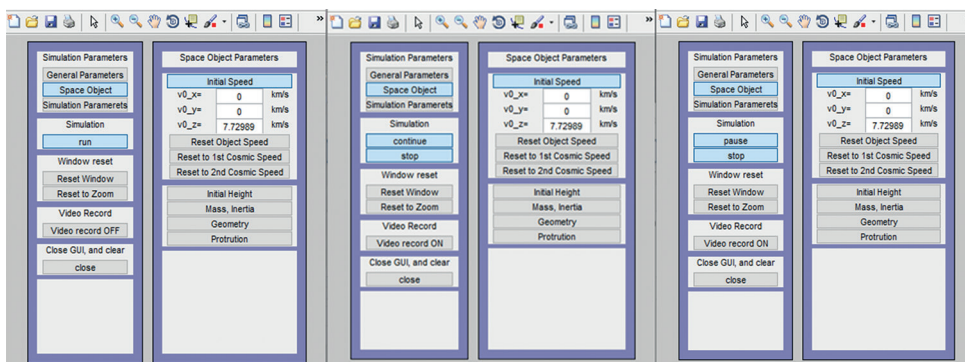 »
Simulation Parameters
General Parameters
Space Object
Simulation Paramerets
Simulation
run
Window reset
Reset Window
Reset to Zoom
Video Record
Video record OFF
Close GUI, and clear
close
Space Object Parameters
Initial Speed
v0_x= 0 km/s
v0_y= 0 km/s
v0_z= 7.72989 km/s
Reset Object Speed
Reset to 1st Cosmic Speed
Reset to 2nd Cosmic Speed
Initial Height
Mass, Inertia
Geometry
Protrution
»
Simulation Parameters
General Parameters
Space Object
Simulation Paramerets
Simulation
continue
stop
Window reset
Reset Window
Reset to Zoom
Video Record
Video record ON
Close GUI, and clear
close
Space Object Parameters
Initial Speed
v0_x= 0 km/s
v0_y= 0 km/s
v0_z= 7.72989 km/s
Reset Object Speed
Reset to 1st Cosmic Speed
Reset to 2nd Cosmic Speed
Initial Height
Mass, Inertia
Geometry
Protrution
Simulation Parameters
General Parameters
Space Object
Simulation Paramerets
Simulation
pause
stop
Window reset
Reset Window
Reset to Zoom
Video Record
Video record ON
Close GUI, and clear
close
Space Object Parameters
Initial Speed
v0_x= 0 km/s
v0_y= 0 km/s
v0_z= 7.72989 km/s
Reset Object Speed
Reset to 1st Cosmic Speed
Reset to 2nd Cosmic Speed
Initial Height
Mass, Inertia
Geometry
Protrution